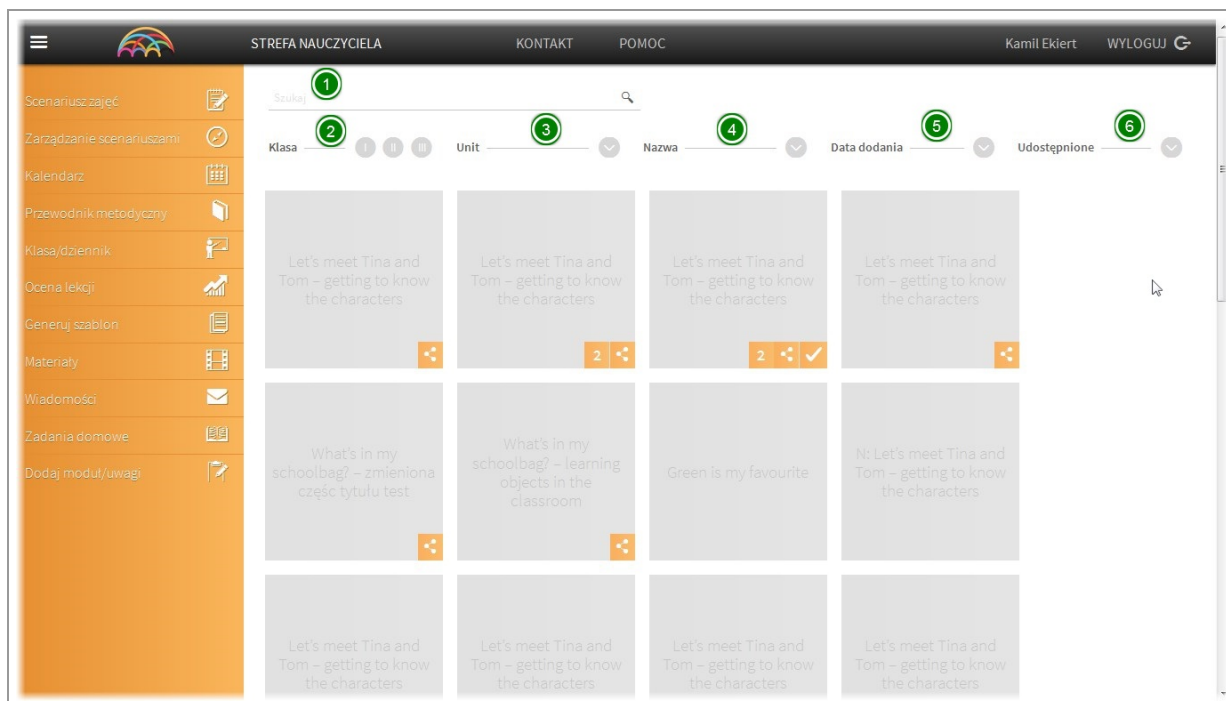 STREFA NAUCZYCIELA KONTAKT POMOC Kamil Ekiert WYLOGUJ
Scenariusz zajęć
Zarządzanie scenariuszami
Kalendarz
Przewodnik metodyczny
Klasa/dziennik
Ocena lekcji
Generuj szablon
Materiały
Wiadomości
Zadania domowe
Dodaj moduł/uwagi
Szukaj 1
2 3 4 5 6
Klasa I II III Unit Nazwa Data dodania Udostępnione
Let's meet Tina and
Tom – getting to know
the characters
Let's meet Tina and
Tom – getting to know
the characters
2
Let's meet Tina and
Tom – getting to know
the characters
2
Let's meet Tina and
Tom – getting to know
the characters
What's in my
schoolbag? – zmieniona
częśc tytułu test
What's in my
schoolbag? – learning
objects in the
classroom
Green is my favourite
N: Let's meet Tina and
Tom – getting to know
the characters
Let's meet Tina and
Tom – getting to know
the characters
Let's meet Tina and
Tom – getting to know
the characters
Let's meet Tina and
Tom – getting to know
the characters
Let's meet Tina and
Tom – getting to know
the characters